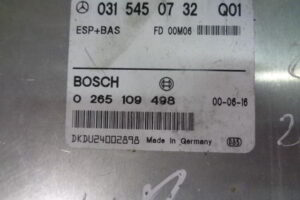 031 545 07 32 Q01
ESP+BAS FD 00M06
BOSCH
0 265 109 498 00-06-16
DKDU24002898 Made in Germany